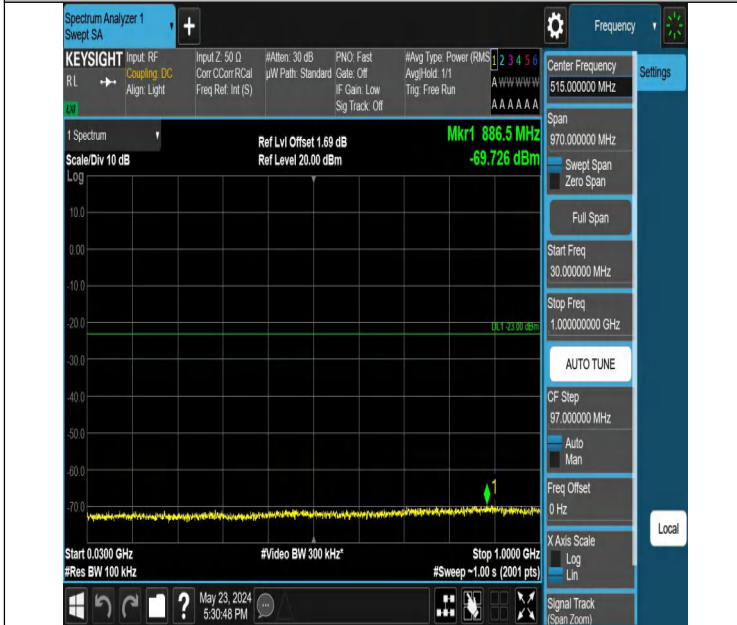 Spectrum Analyzer 1
Swept SA
+
Frequency
KEYSIGHT
RL
Input: RF
Coupling: DC
Align: Light
Input Z: 50 Ω
Corr CCorr RCal
Freq Ref: Int (S)
#Atten: 30 dB
µW Path: Standard
PNO: Fast
Gate: Off
IF Gain: Low
Sig Track: Off
#Avg Type: Power (RMS
Avg|Hold: 1/1
Trig: Free Run
1 2 3 4 5 6
A W W W W W
A A A A A A
1 Spectrum
Scale/Div 10 dB
Log
Ref Lvl Offset 1.69 dB
Ref Level 20.00 dBm
Mkr1 886.5 MHz
-69.726 dBm
10.0
0.00
-10.0
-20.0
-30.0
-40.0
-50.0
-60.0
-70.0
DL1 -23.00 dBm
1
Start 0.0300 GHz
#Res BW 100 kHz
#Video BW 300 kHz*
Stop 1.0000 GHz
#Sweep ~1.00 s (2001 pts)
Center Frequency
515.000000 MHz
Settings
Span
970.000000 MHz
Swept Span
Zero Span
Full Span
Start Freq
30.000000 MHz
Stop Freq
1.000000000 GHz
AUTO TUNE
CF Step
97.000000 MHz
Auto
Man
Freq Offset
0 Hz
X Axis Scale
Log
Lin
Signal Track
(Span Zoom)
Local
?
May 23, 2024
5:30:48 PM